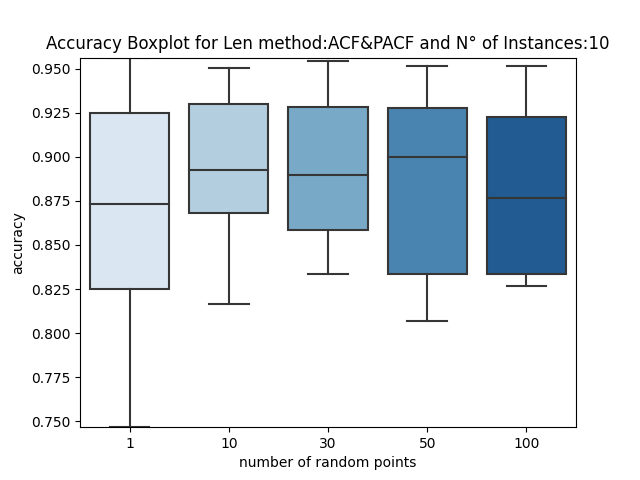 Accuracy Boxplot for Len method:ACF&PACF and N° of Instances:10
0.950
0.925
0.900
0.875
0.850
0.825
0.800
0.775
0.750
accuracy
1 10 30 50 100
number of random points